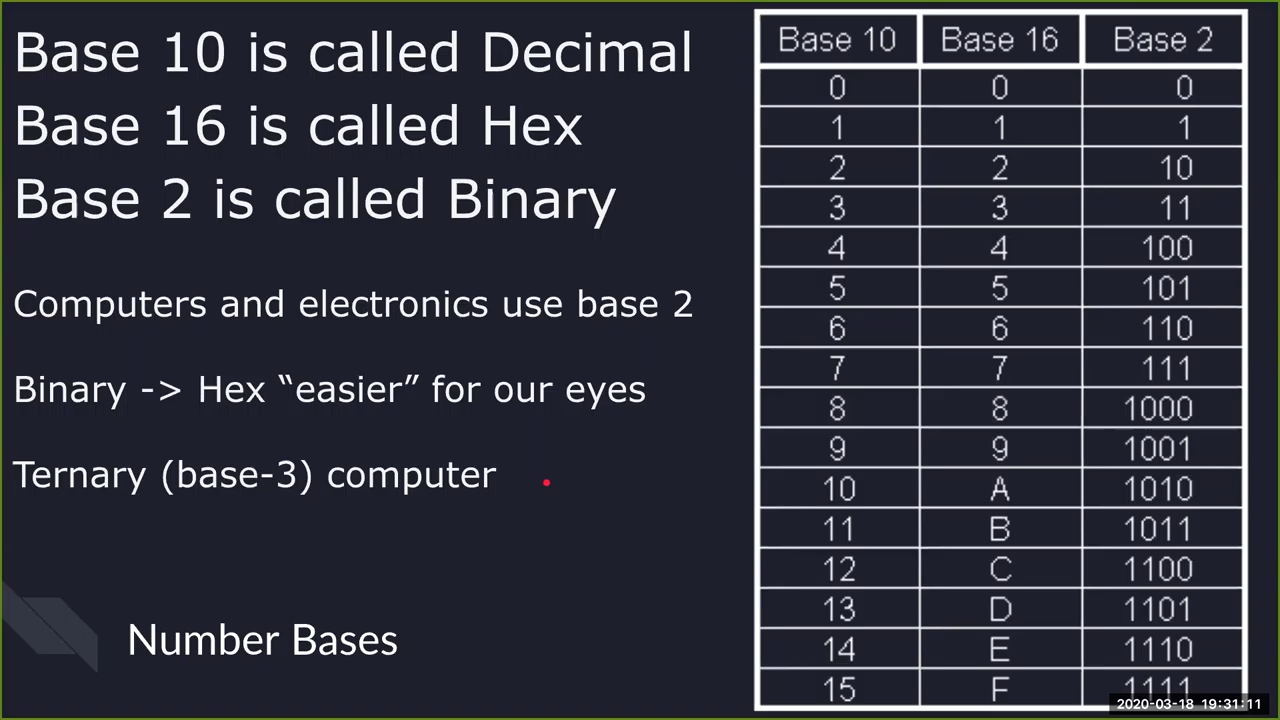 Base 10 is called Decimal
Base 16 is called Hex
Base 2 is called Binary
Computers and electronics use base 2
Binary -> Hex “easier” for our eyes
Ternary (base-3) computer
Number Bases
Base 10 Base 16 Base 2
0 0 0
1 1 1
2 2 10
3 3 11
4 4 100
5 5 101
6 6 110
7 7 111
8 8 1000
9 9 1001
10 A 1010
11 B 1011
12 C 1100
13 D 1101
14 E 1110
15 F 1111
2020-03-18 19:31:11